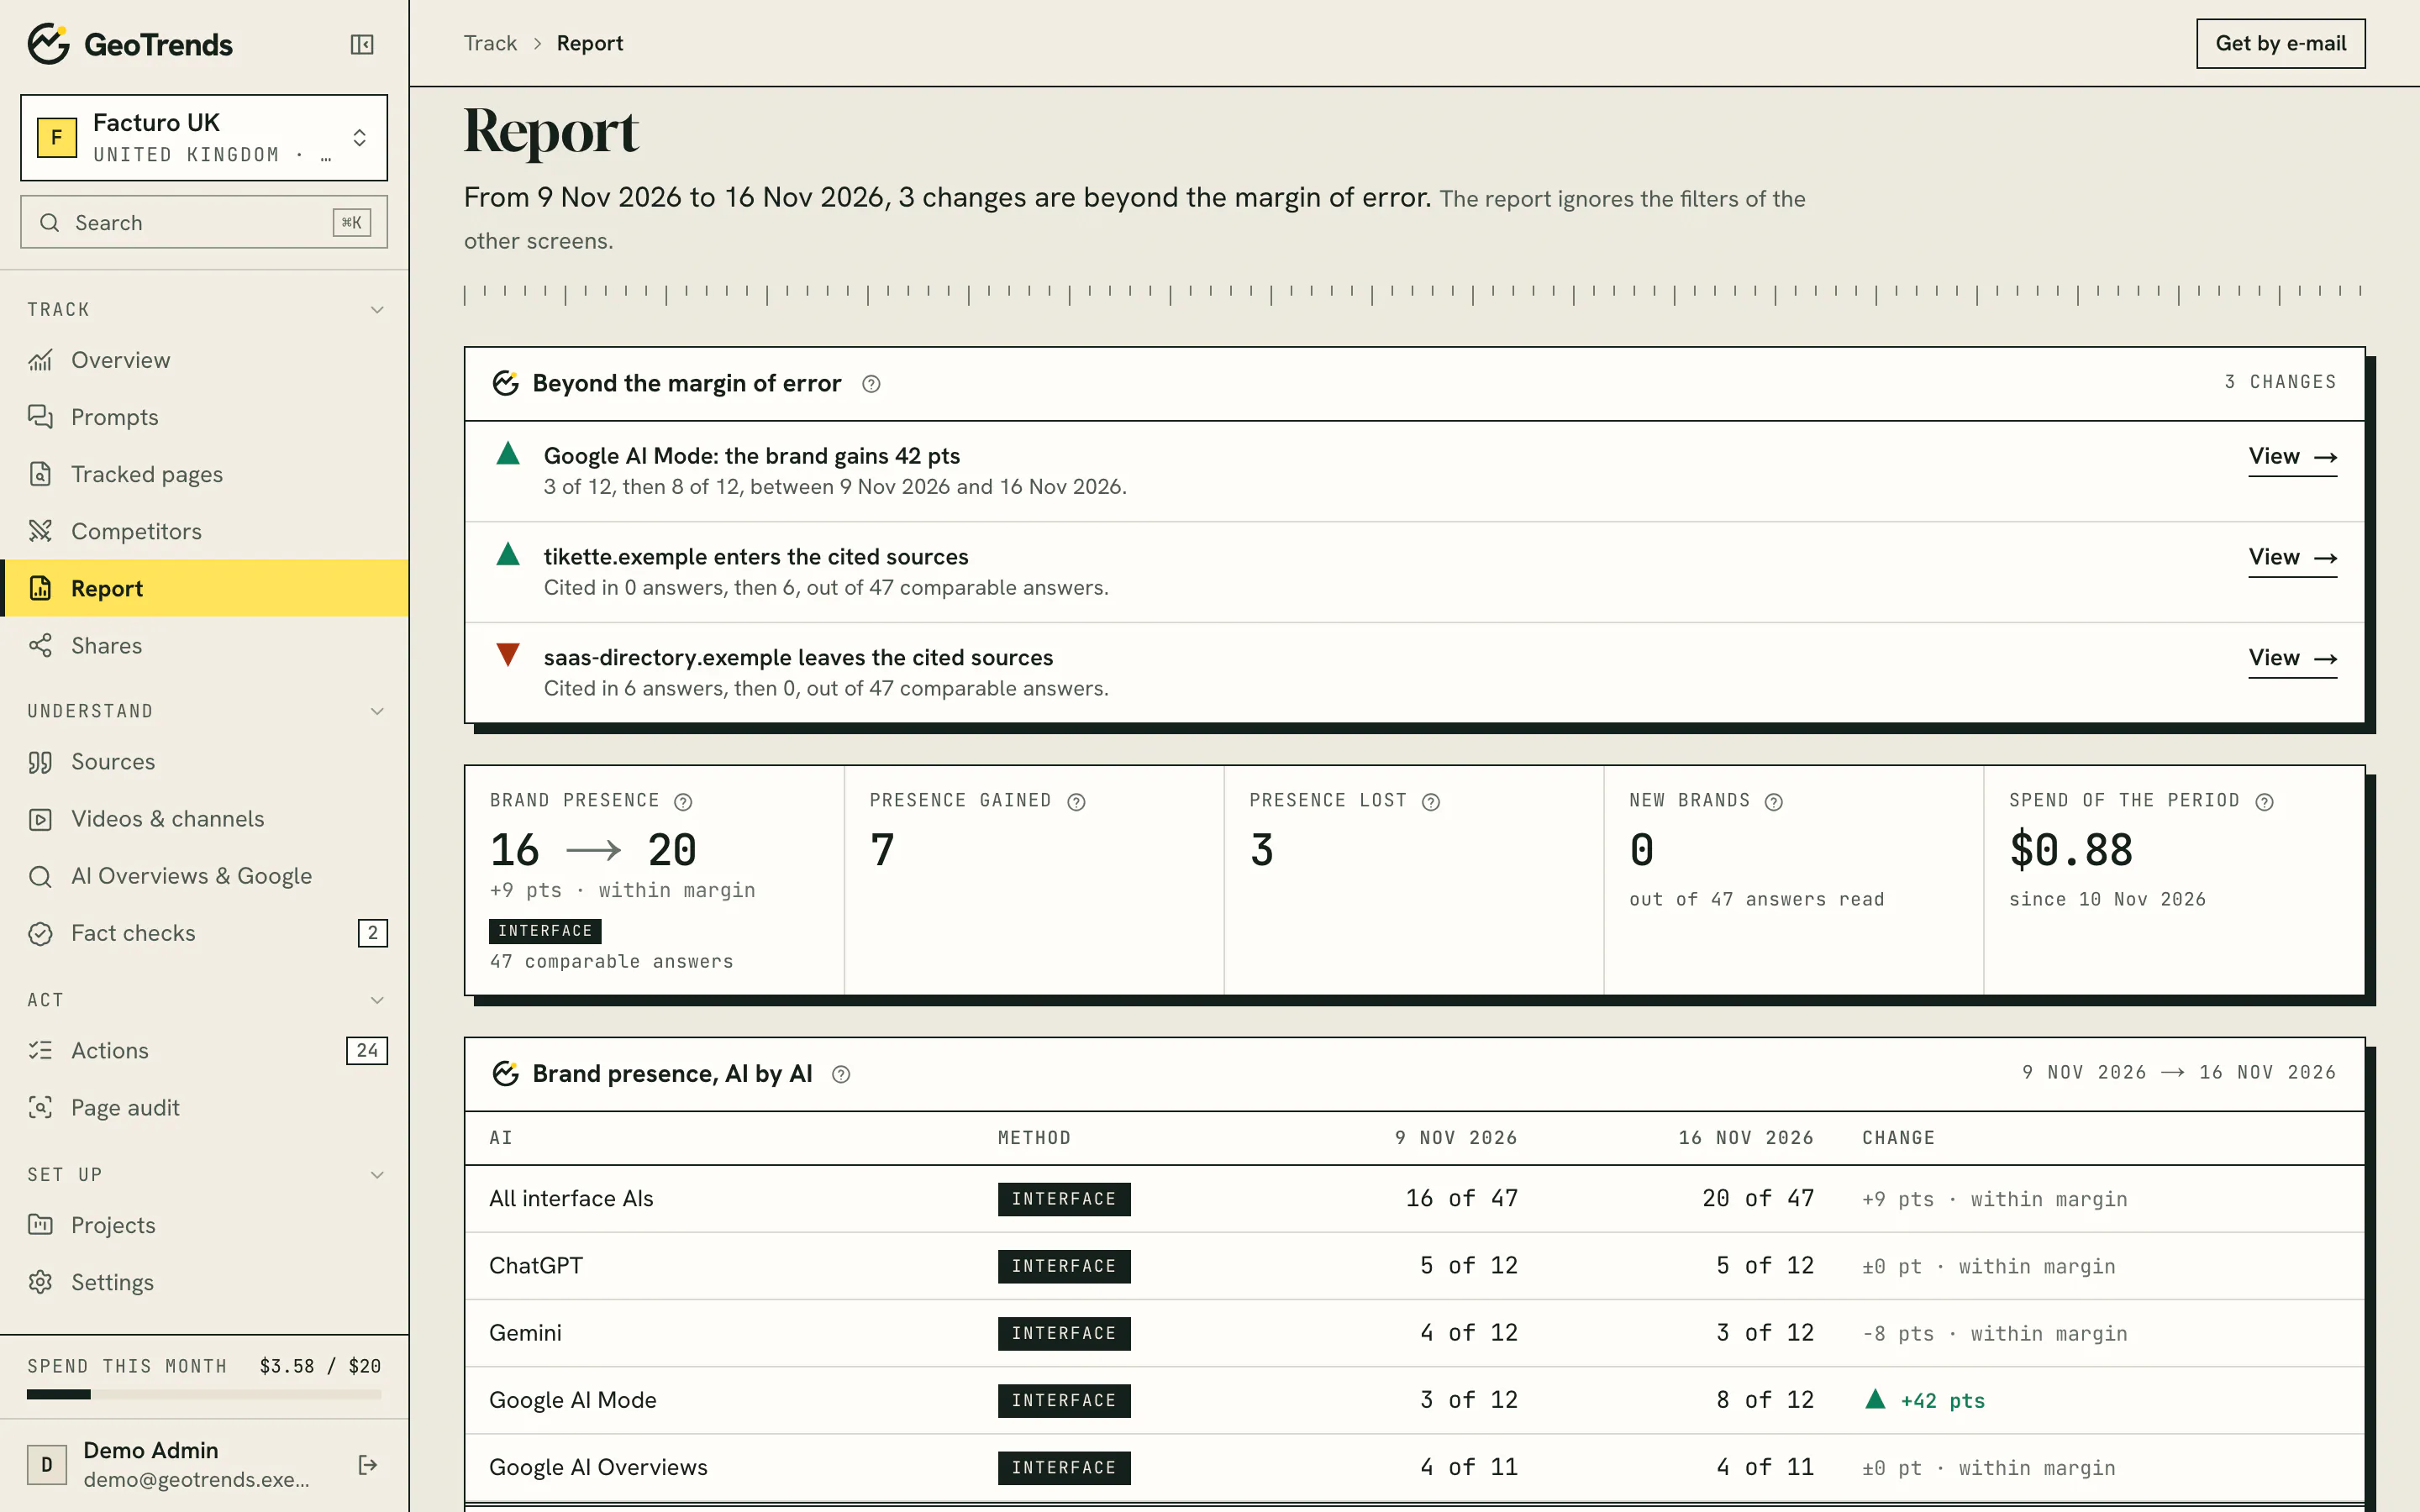 GeoTrends
F
Facturo UK
UNITED KINGDOM · …
Search
⌘K
TRACK
Overview
Prompts
Tracked pages
Competitors
Report
Shares
UNDERSTAND
Sources
Videos & channels
AI Overviews & Google
Fact checks
2
ACT
Actions
24
Page audit
SET UP
Projects
Settings
SPEND THIS MONTH $3.58 / $20
D
Demo Admin
demo@geotrends.exe…
Track > Report
Get by e-mail
Report
From 9 Nov 2026 to 16 Nov 2026, 3 changes are beyond the margin of error. The report ignores the filters of the
other screens.
Beyond the margin of error ?
3 CHANGES
Google AI Mode: the brand gains 42 pts
3 of 12, then 8 of 12, between 9 Nov 2026 and 16 Nov 2026.
View →
tikette.exemple enters the cited sources
Cited in 0 answers, then 6, out of 47 comparable answers.
View →
saas-directory.exemple leaves the cited sources
Cited in 6 answers, then 0, out of 47 comparable answers.
View →
BRAND PRESENCE ?
16 → 20
+9 pts · within margin
INTERFACE
47 comparable answers
PRESENCE GAINED ?
7
PRESENCE LOST ?
3
NEW BRANDS ?
0
out of 47 answers read
SPEND OF THE PERIOD ?
$0.88
since 10 Nov 2026
Brand presence, AI by AI ?
9 NOV 2026 → 16 NOV 2026
AI METHOD 9 NOV 2026 16 NOV 2026 CHANGE
All interface AIs INTERFACE 16 of 47 20 of 47 +9 pts · within margin
ChatGPT INTERFACE 5 of 12 5 of 12 ±0 pt · within margin
Gemini INTERFACE 4 of 12 3 of 12 -8 pts · within margin
Google AI Mode INTERFACE 3 of 12 8 of 12 ▲ +42 pts
Google AI Overviews INTERFACE 4 of 11 4 of 11 ±0 pt · within margin